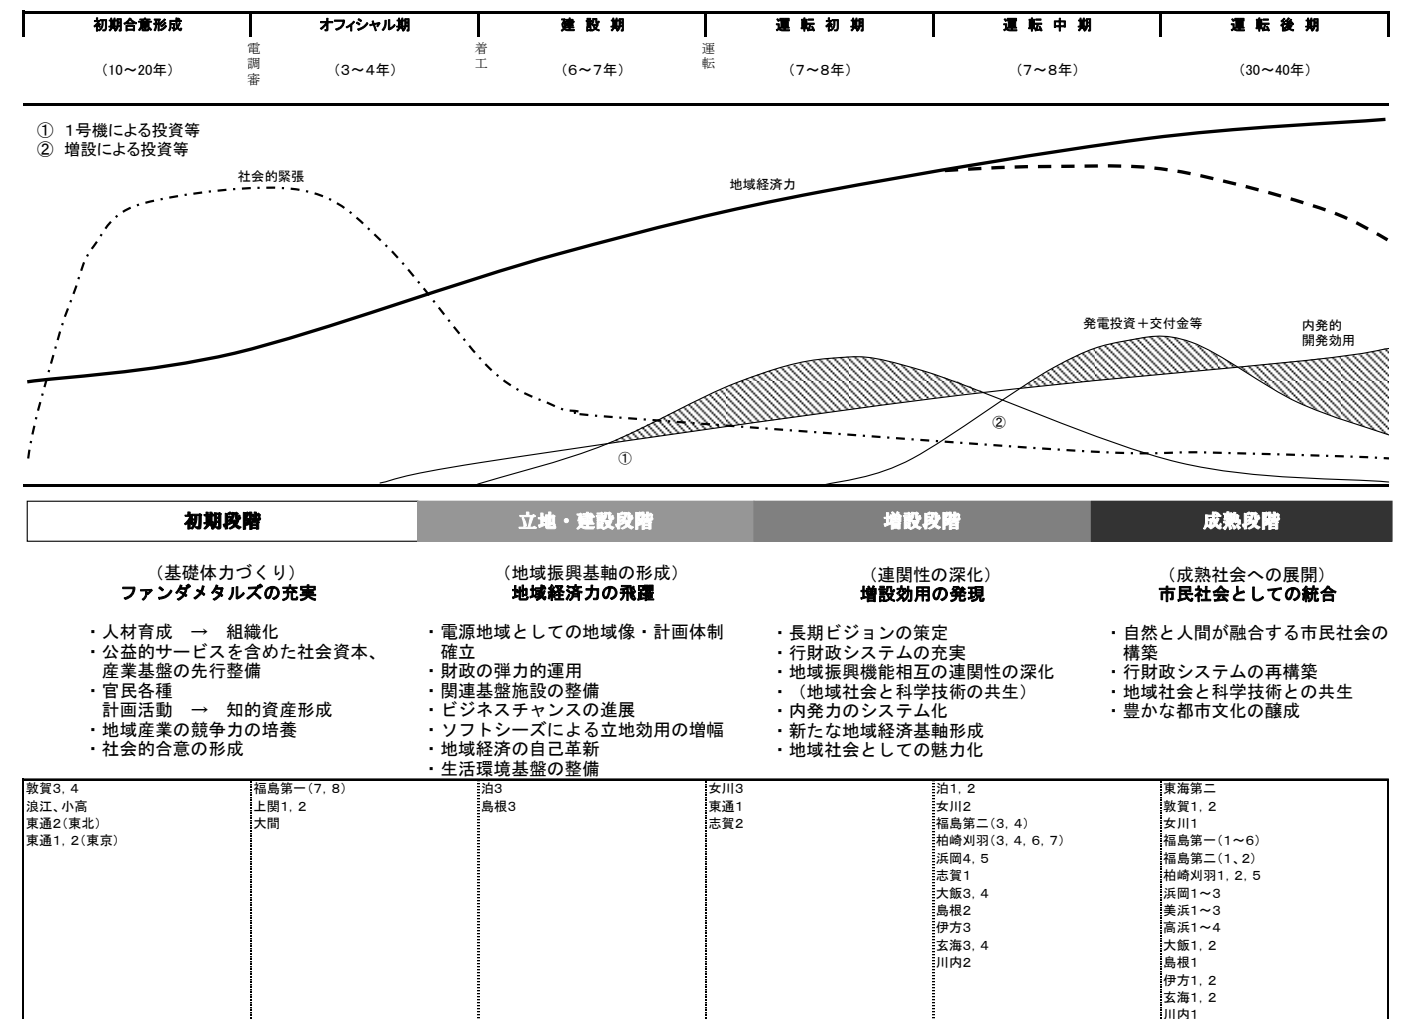 初期合意形成
オフィシャル期
建 設 期
運 転 初 期
運 転 中 期
運 転 後 期
電調審
着工
運転
（10～20年）
（3～4年）
（6～7年）
（7～8年）
（7～8年）
（30～40年）
① 1号機による投資等
② 増設による投資等
社会的緊張
地域経済力
発電投資＋交付金等
内発的
開発効用
①
②
初期段階
立地・建設段階
増設段階
成熟段階
（基礎体力づくり）
ファンダメタルズの充実
・人材育成 → 組織化
・公益的サービスを含めた社会資本、
産業基盤の先行整備
・官民各種
計画活動 → 知的資産形成
・地域産業の競争力の培養
・社会的合意の形成
（地域振興基軸の形成）
地域経済力の飛躍
・電源地域としての地域像・計画体制
確立
・財政の弾力的運用
・関連基盤施設の整備
・ビジネスチャンスの進展
・ソフトシーズによる立地効用の増幅
・地域経済の自己革新
・生活環境基盤の整備
（連関性の深化）
増設効用の発現
・長期ビジョンの策定
・行財政システムの充実
・地域振興機能相互の連関性の深化
・（地域社会と科学技術の共生）
・内発力のシステム化
・新たな地域経済基軸形成
・地域社会としての魅力化
（成熟社会への展開）
市民社会としての統合
・自然と人間が融合する市民社会の
構築
・行財政システムの再構築
・地域社会と科学技術との共生
・豊かな都市文化の醸成
敦賀3, 4
浪江、小高
東通2（東北）
東通1, 2（東京）
福島第一（7, 8）
上関1, 2
大間
泊3
島根3
女川3
東通1
志賀2
泊1, 2
女川2
福島第二（3, 4）
柏崎刈羽（3, 4, 6, 7）
浜岡4, 5
志賀1
大飯3, 4
島根2
伊方3
玄海3, 4
川内2
東海第二
敦賀1, 2
女川1
福島第一（1～6）
福島第二（1、2）
柏崎刈羽1, 2, 5
浜岡1～3
美浜1～3
高浜1～4
大飯1, 2
島根1
伊方1, 2
玄海1, 2
川内1